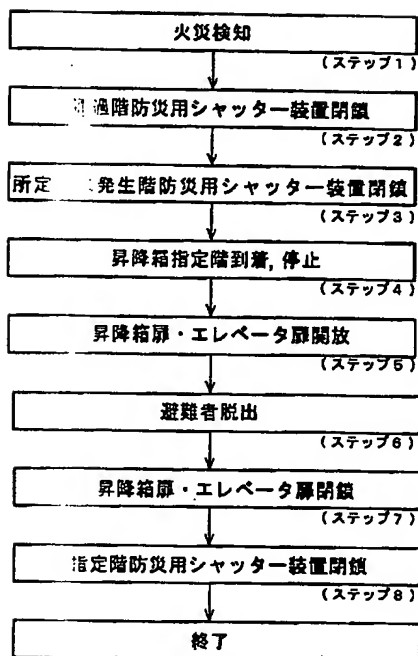 火災検知
(ステップ1)
過階防災用シャッター装置閉鎖
(ステップ2)
所定 発生階防災用シャッター装置閉鎖
(ステップ3)
昇降箱指定階到着,停止
(ステップ4)
昇降箱扉・エレベータ扉開放
(ステップ5)
避難者脱出
(ステップ6)
昇降箱扉・エレベータ扉閉鎖
(ステップ7)
指定階防災用シャッター装置閉鎖
(ステップ8)
終了